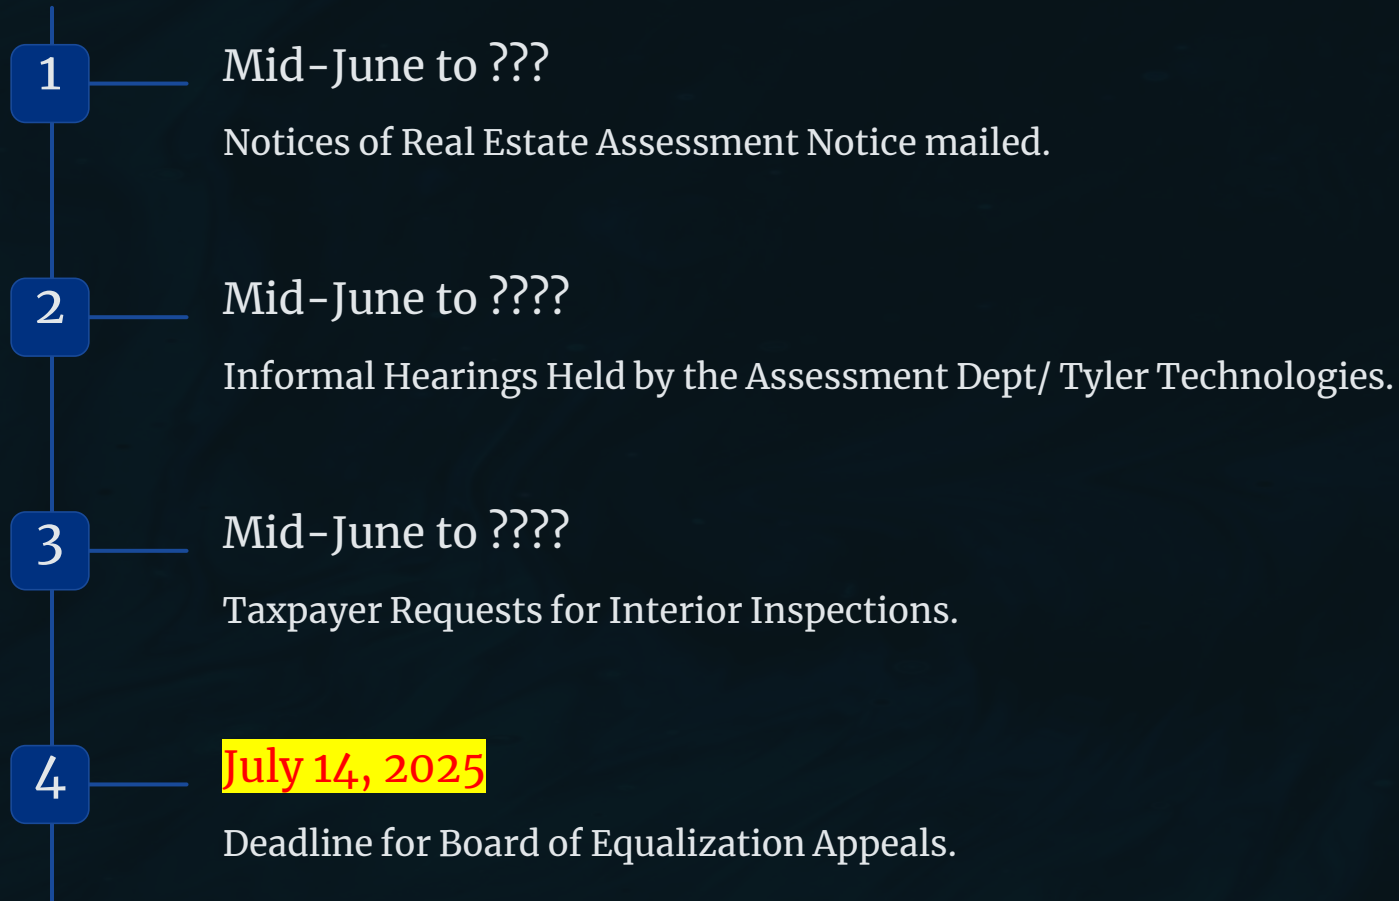 1
Mid-June to ???
Notices of Real Estate Assessment Notice mailed.
2
Mid-June to ????
Informal Hearings Held by the Assessment Dept/ Tyler Technologies.
3
Mid-June to ????
Taxpayer Requests for Interior Inspections.
4
July 14, 2025
Deadline for Board of Equalization Appeals.